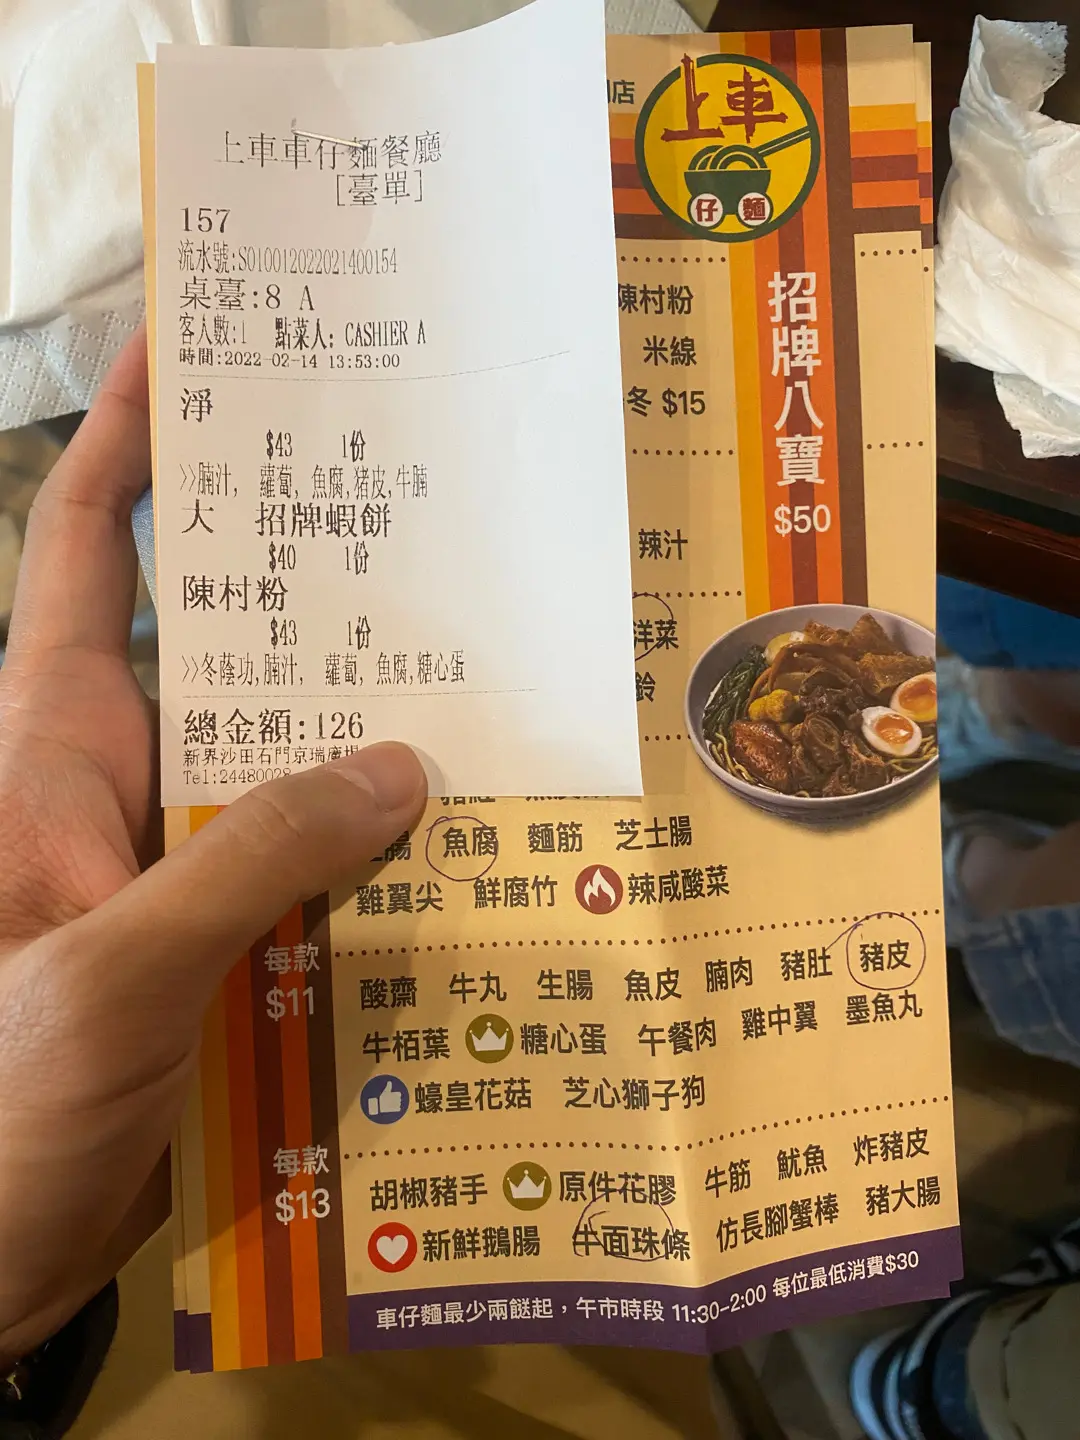 上車車仔麵餐廳
[臺單]
157
流水號:S010012022021400154
桌臺:8 A
客人數:1 點菜人: CASHIER A
時間:2022-02-14 13:53:00
淨
$43 1份
>>腩汁, 蘿蔔, 魚腐,豬皮,牛腩
大 招牌蝦餅
$40 1份
陳村粉
$43 1份
>>冬蔭功,腩汁, 蘿蔔, 魚腐,糖心蛋
總金額:126
新界沙田石門京瑞廣場
Tel:24480028
店
上車
仔麵
招牌八寶
$50
陳村粉
米線
冬 $15
辣汁
洋菜
鈴
腸 魚腐 麵筋 芝士腸
雞翼尖 鮮腐竹 辣咸酸菜
每款
$11
酸齋 牛丸 生腸 魚皮 腩肉 豬肚 豬皮
牛栢葉 糖心蛋 午餐肉 雞中翼 墨魚丸
蠔皇花菇 芝心獅子狗
每款
$13
胡椒豬手 原件花膠 牛筋 魷魚 炸豬皮
新鮮鵝腸 牛面珠條 仿長腳蟹棒 豬大腸
車仔麵最少兩餸起，午市時段 11:30-2:00 每位最低消費$30